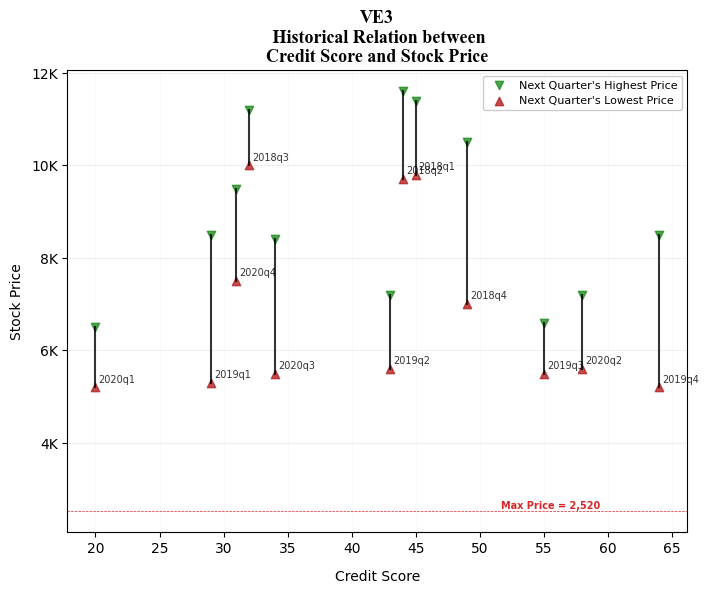 VE3
Historical Relation between
Credit Score and Stock Price
Next Quarter's Highest Price
Next Quarter's Lowest Price
12K
10K
8K
6K
4K
Stock Price
2018q3
2018q2
2018q1
2020q4
2018q4
2020q1
2019q1
2020q3
2019q2
2019q3
2020q2
2019q4
Max Price = 2,520
20 25 30 35 40 45 50 55 60 65
Credit Score